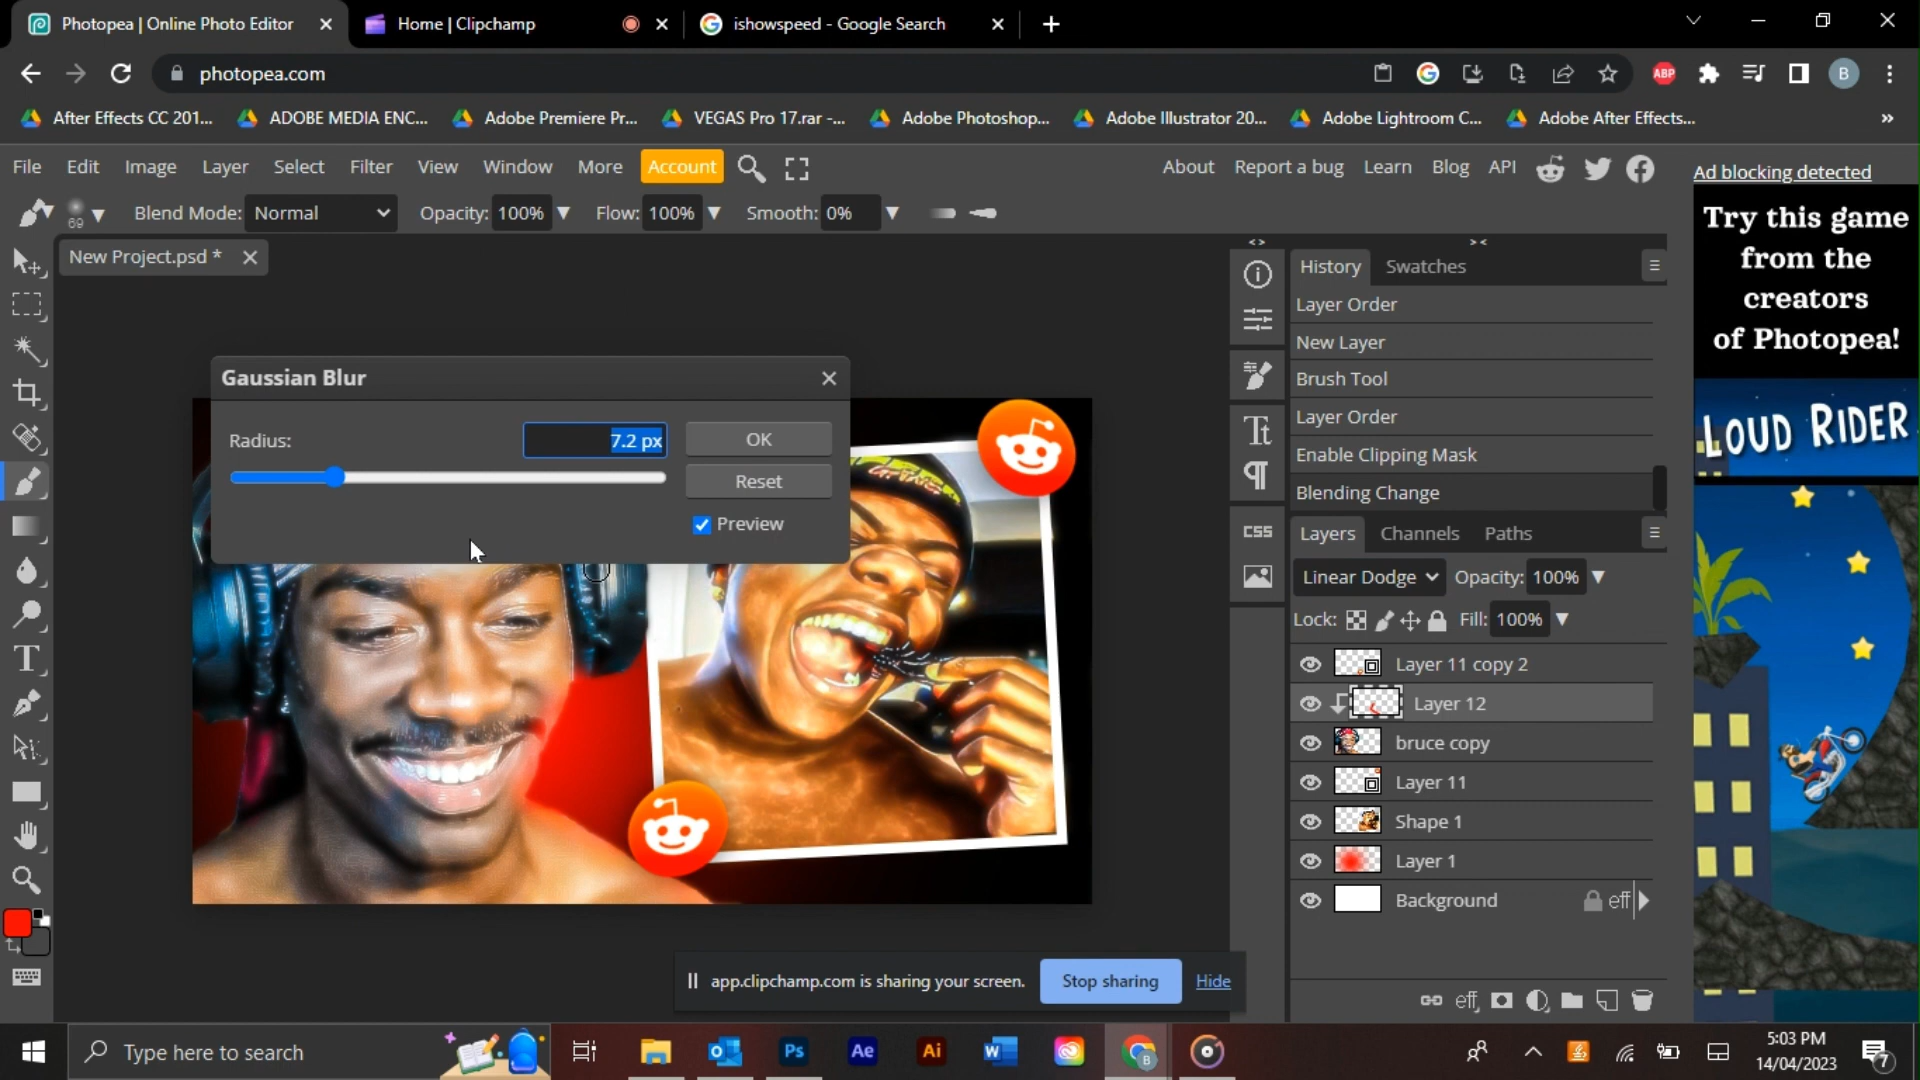 Photopea | Online Photo Editor
Home | Clipchamp
ishowspeed - Google Search
photopea.com
ABP
B
After Effects CC 201...
ADOBE MEDIA ENC...
Adobe Premiere Pr...
VEGAS Pro 17.rar -...
Adobe Photoshop...
Adobe Illustrator 20...
Adobe Lightroom C...
Adobe After Effects...
File Edit Image Layer Select Filter View Window More Account
About Report a bug Learn Blog API
69
Blend Mode: Normal Opacity: 100% Flow: 100% Smooth: 0%
New Project.psd *
Gaussian Blur
Radius: 7.2 px
OK
Reset
Preview
History Swatches
Layer Order
New Layer
Brush Tool
Layer Order
Enable Clipping Mask
Blending Change
CSS
Layers Channels Paths
Linear Dodge Opacity: 100%
Lock: Fill: 100%
Layer 11 copy 2
Layer 12
bruce copy
Layer 11
Shape 1
Layer 1
Background eff
eff
Ad blocking detected
Try this game
from the
creators
of Photopea!
LOUD RIDER
app.clipchamp.com is sharing your screen. Stop sharing Hide
Type here to search
Ps
Ae
Ai
W
B
5:03 PM
14/04/2023
7